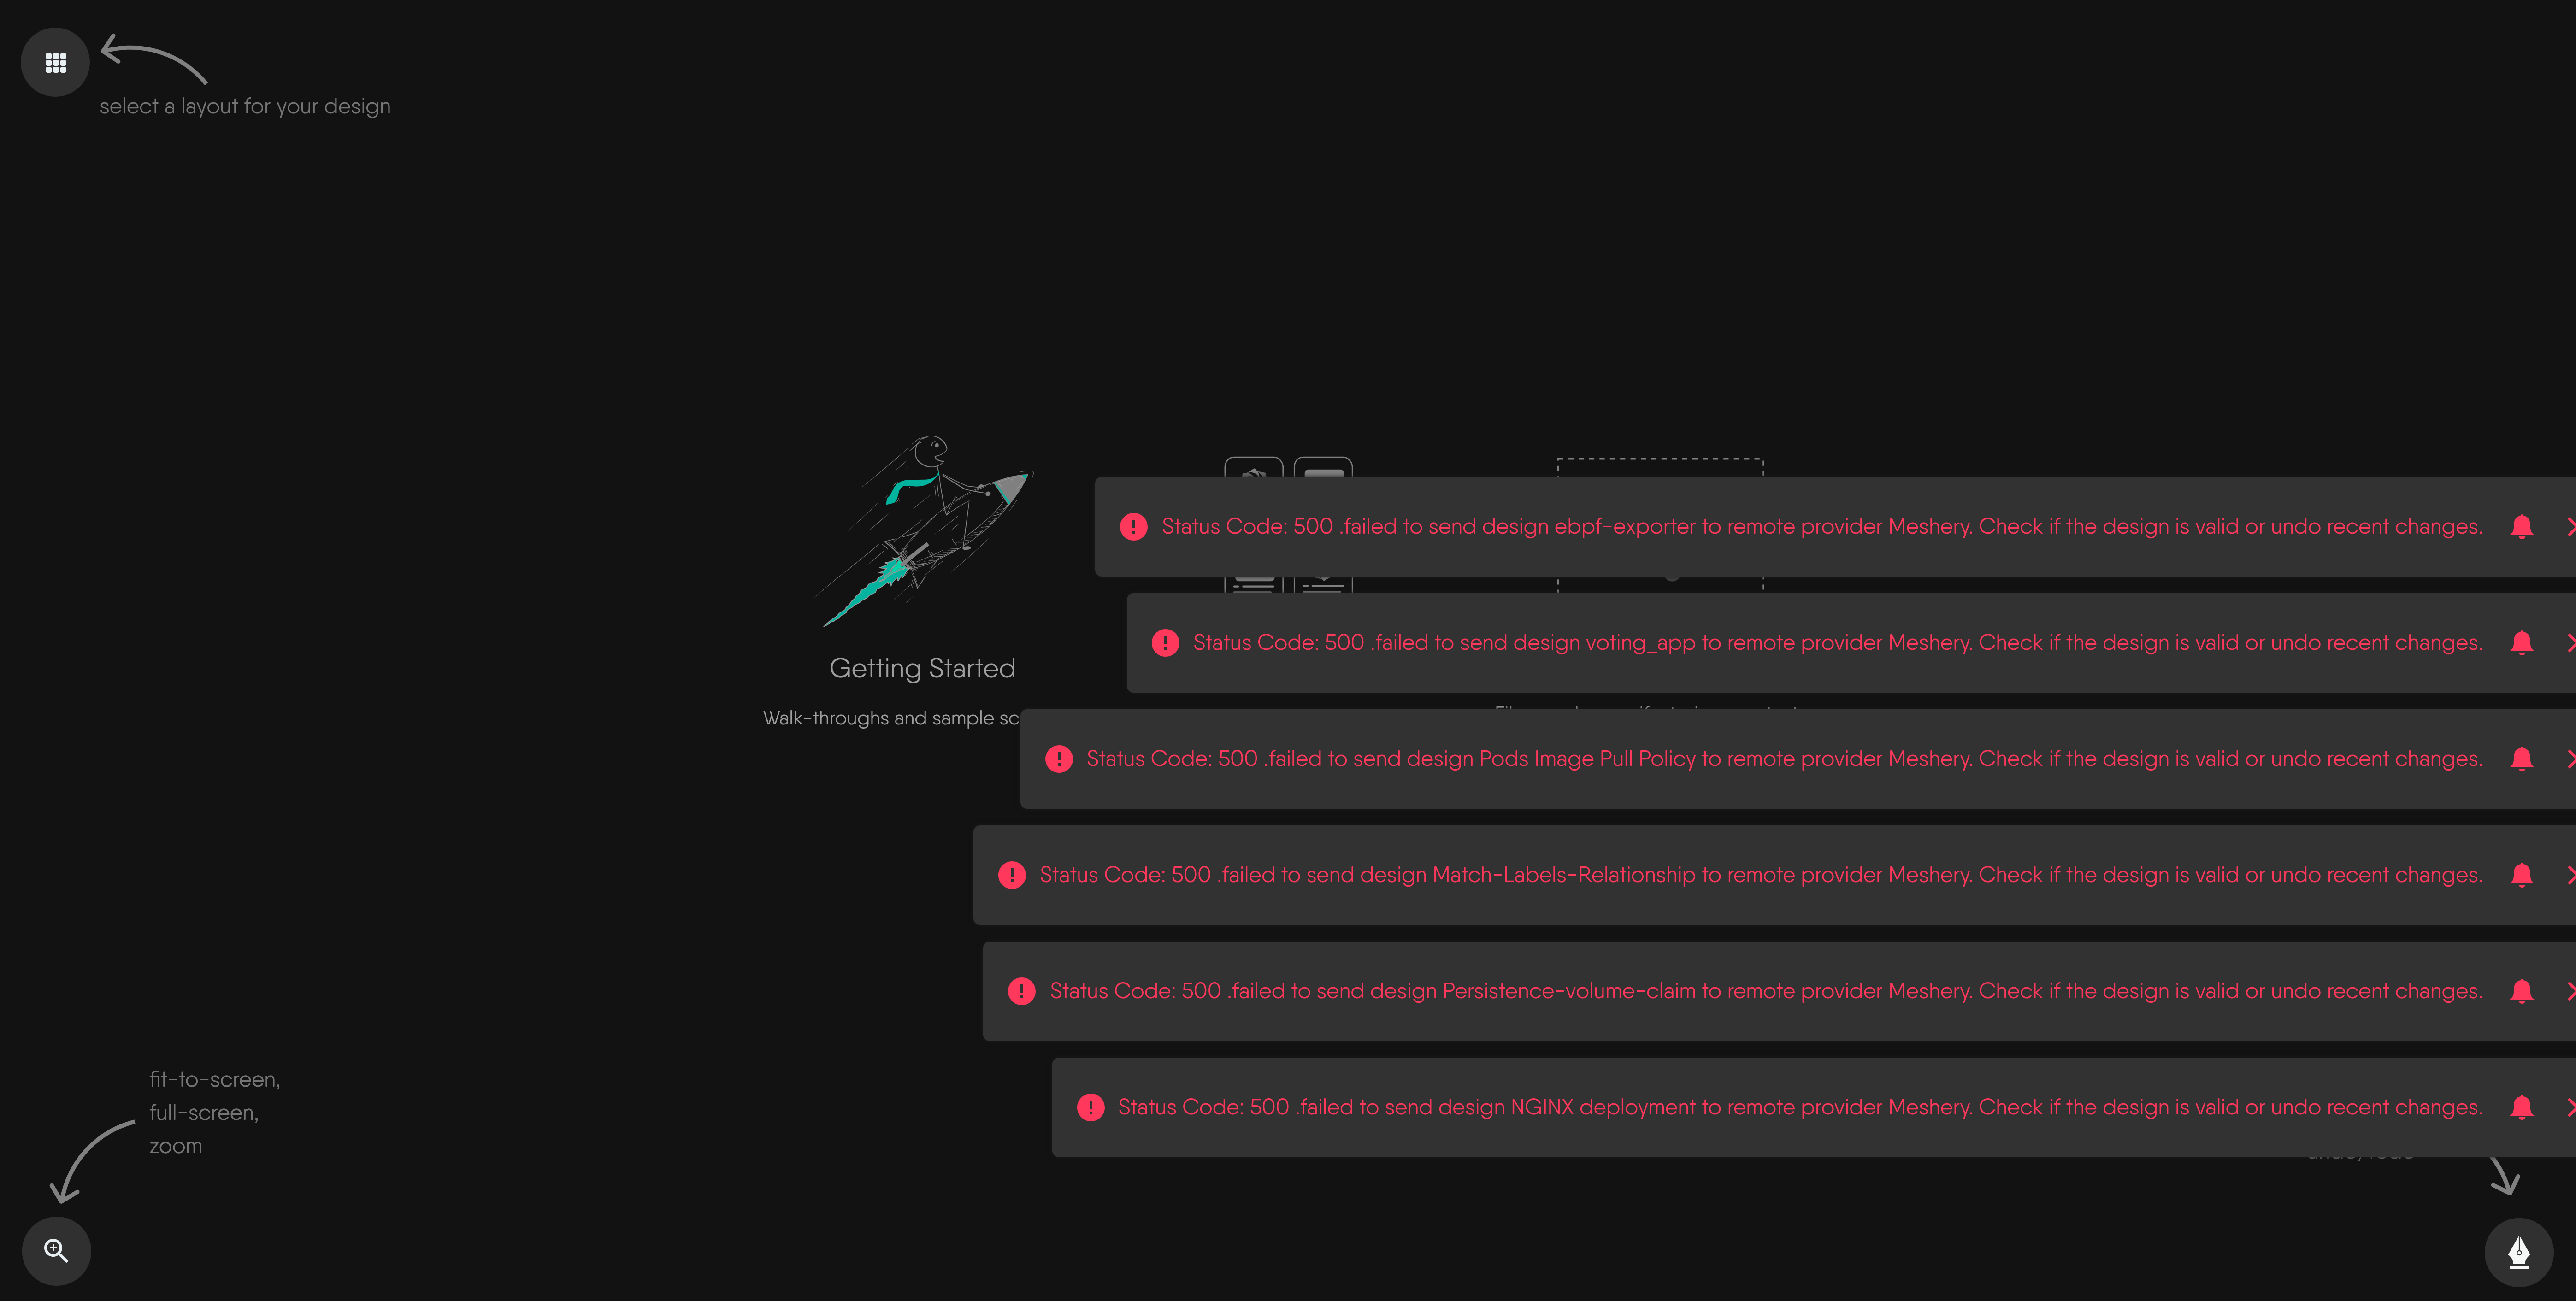 select a layout for your design
Status Code: 500 .failed to send design ebpf-exporter to remote provider Meshery. Check if the design is valid or undo recent changes.
Status Code: 500 .failed to send design voting_app to remote provider Meshery. Check if the design is valid or undo recent changes.
Getting Started
Walk-throughs and sample sc
Status Code: 500 .failed to send design Pods Image Pull Policy to remote provider Meshery. Check if the design is valid or undo recent changes.
Status Code: 500 .failed to send design Match-Labels-Relationship to remote provider Meshery. Check if the design is valid or undo recent changes.
Status Code: 500 .failed to send design Persistence-volume-claim to remote provider Meshery. Check if the design is valid or undo recent changes.
Status Code: 500 .failed to send design NGINX deployment to remote provider Meshery. Check if the design is valid or undo recent changes.
fit-to-screen,
full-screen,
zoom